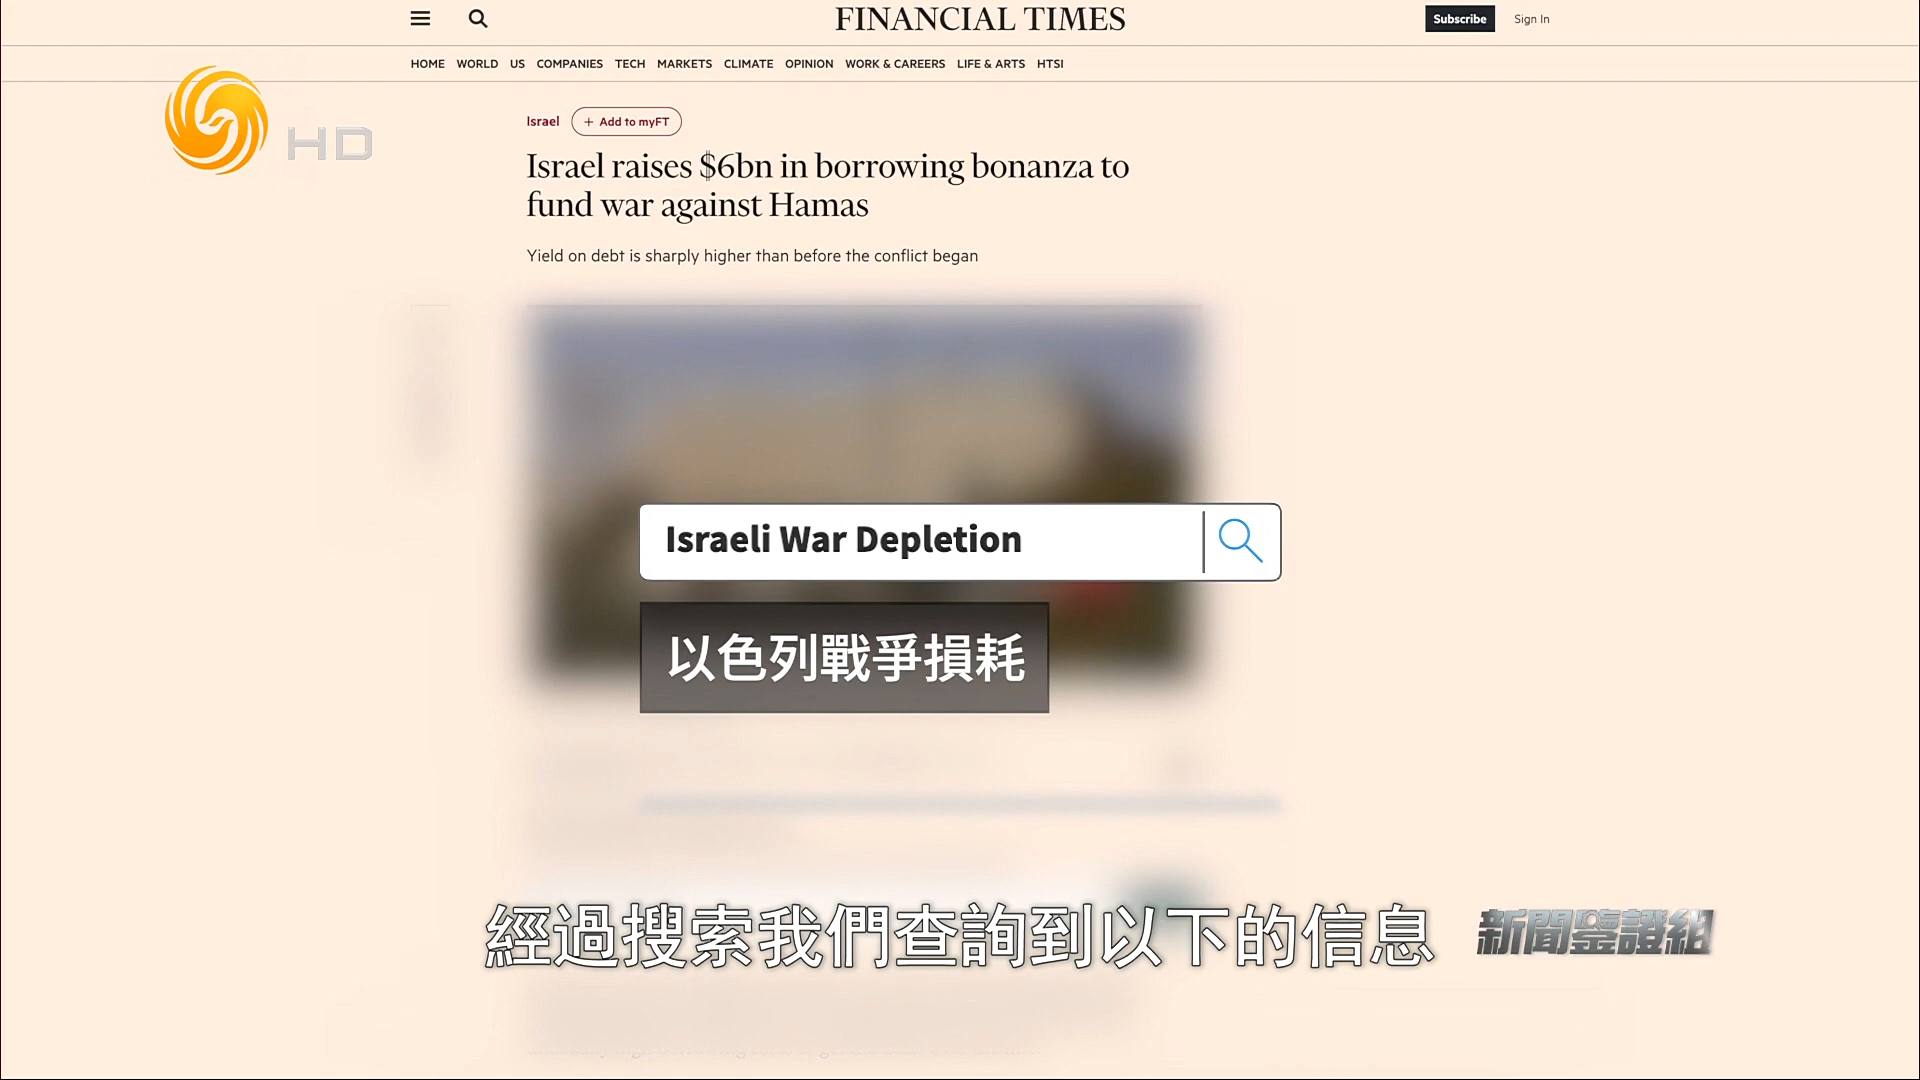 FINANCIAL TIMES
Subscribe
Sign In
HOME WORLD US COMPANIES TECH MARKETS CLIMATE OPINION WORK & CAREERS LIFE & ARTS HTSI
HD
Israel
+ Add to myFT
Israel raises $6bn in borrowing bonanza to
fund war against Hamas
Yield on debt is sharply higher than before the conflict began
Israeli War Depletion
以色列戰爭損耗
經過搜索我們查詢到以下的信息
新聞鑒證組